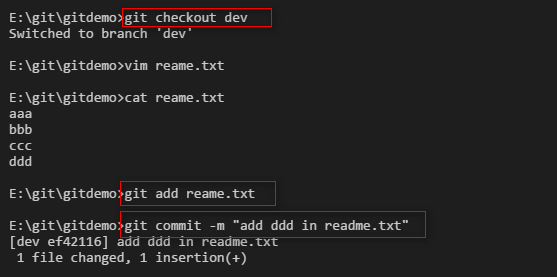 E:\git\gitdemo>git checkout dev
Switched to branch 'dev'
E:\git\gitdemo>vim reame.txt
E:\git\gitdemo>cat reame.txt
aaa
bbb
ccc
ddd
E:\git\gitdemo>git add reame.txt
E:\git\gitdemo>git commit -m "add ddd in readme.txt"
[dev ef42116] add ddd in readme.txt
 1 file changed, 1 insertion(+)